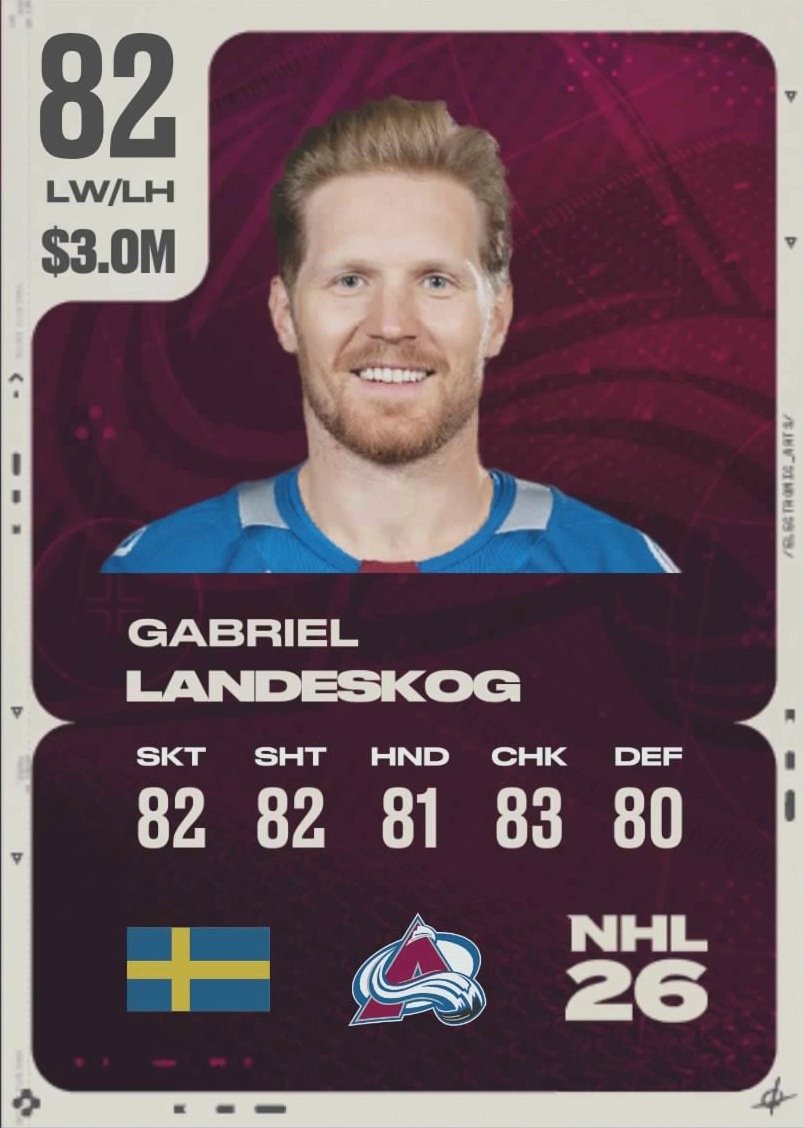 82
LW/LH
$3.0M
/ELECTRONIC_ARTS/
GABRIEL
LANDESKOG
SKT SHT HND CHK DEF
82 82 81 83 80
NHL
26